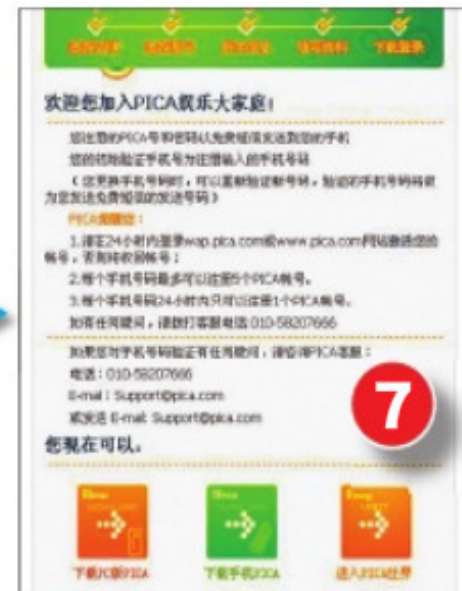 下载登录
欢迎您加入PICA娱乐大家庭!
您注册的PICA号和密码以免费短信发送到您的手机
您的初始验证手机号为注册输入的手机号码
(您更换手机号码时,可以重新验证新号码,验证的手机号码将做
为您发送免费短信的发送号码)
PICA提醒您:
1.请在24小时内登录wap.pica.com或www.pica.com网站激活您的
帐号,否则将收回帐号;
2.每个手机号码最多可以注册5个PICA帐号。
3.每个手机号码24小时内只可以注册1个PICA帐号。
如有任何疑问,请拨打客服电话 010-58207666
如果您对手机号码验证有任何疑问,请咨询PICA客服:
电话:010-58207666
E-mail:Support@pica.com
或发送 E-mail: Support@pica.com
7
您现在可以。
下载PC版PICA 下载手机PICA 进入PICA世界